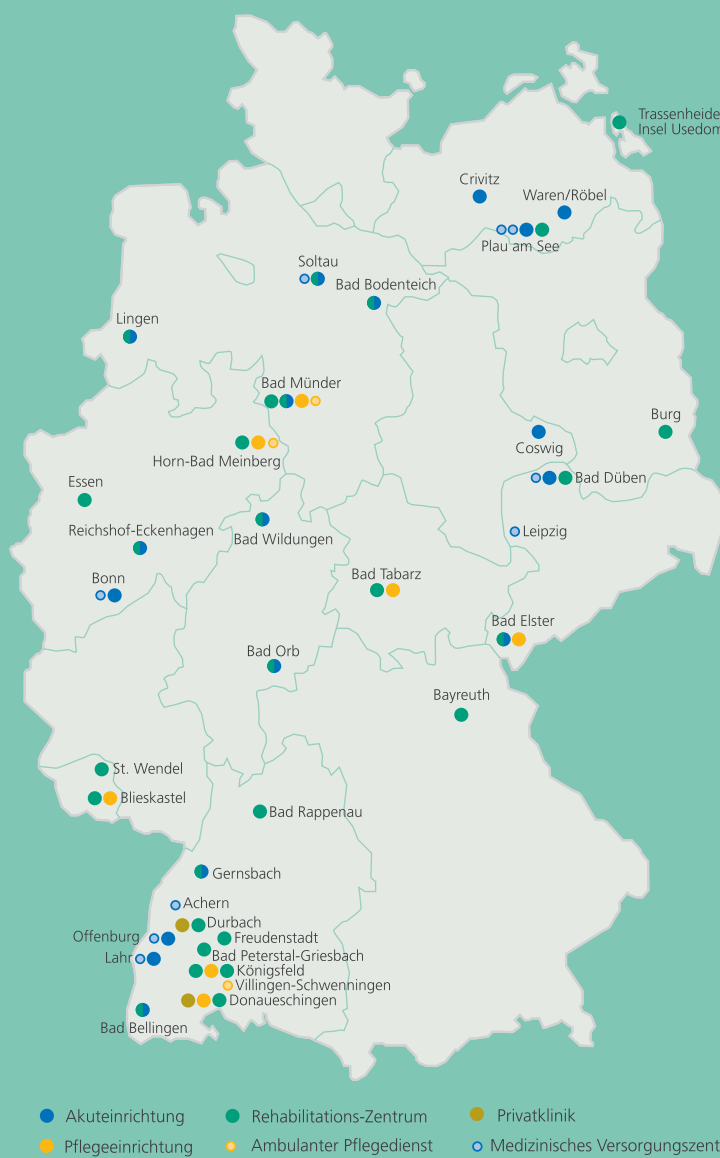 Trassenheide
Insel Usedom
Crivitz
Waren/Röbel
Plau am See
Soltau
Bad Bodenteich
Lingen
Bad Münder
Burg
Coswig
Horn-Bad Meinberg
Bad Düben
Essen
Reichshof-Eckenhagen
Leipzig
Bad Wildungen
Bonn
Bad Tabarz
Bad Elster
Bad Orb
Bayreuth
St. Wendel
Blieskastel
Bad Rappenau
Gernsbach
Achern
Durbach
Offenburg
Freudenstadt
Lahr
Bad Peterstal-Griesbach
Königsfeld
Villingen-Schwenningen
Donaueschingen
Bad Bellingen
Akuteinrichtung
Rehabilitations-Zentrum
Privatklinik
Pflegeeinrichtung
Ambulanter Pflegedienst
Medizinisches Versorgungszent